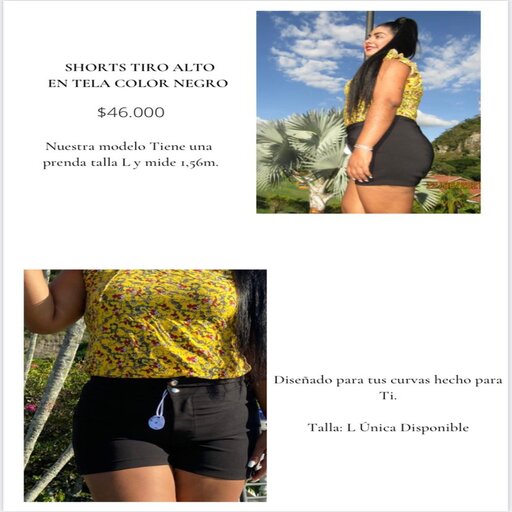 SHORTS TIRO ALTO
EN TELA COLOR NEGRO
$46.000
Nuestra modelo Tiene una
prenda talla L y mide 1,56m.
Diseñado para tus curvas hecho para
Ti.
Talla: L Única Disponible